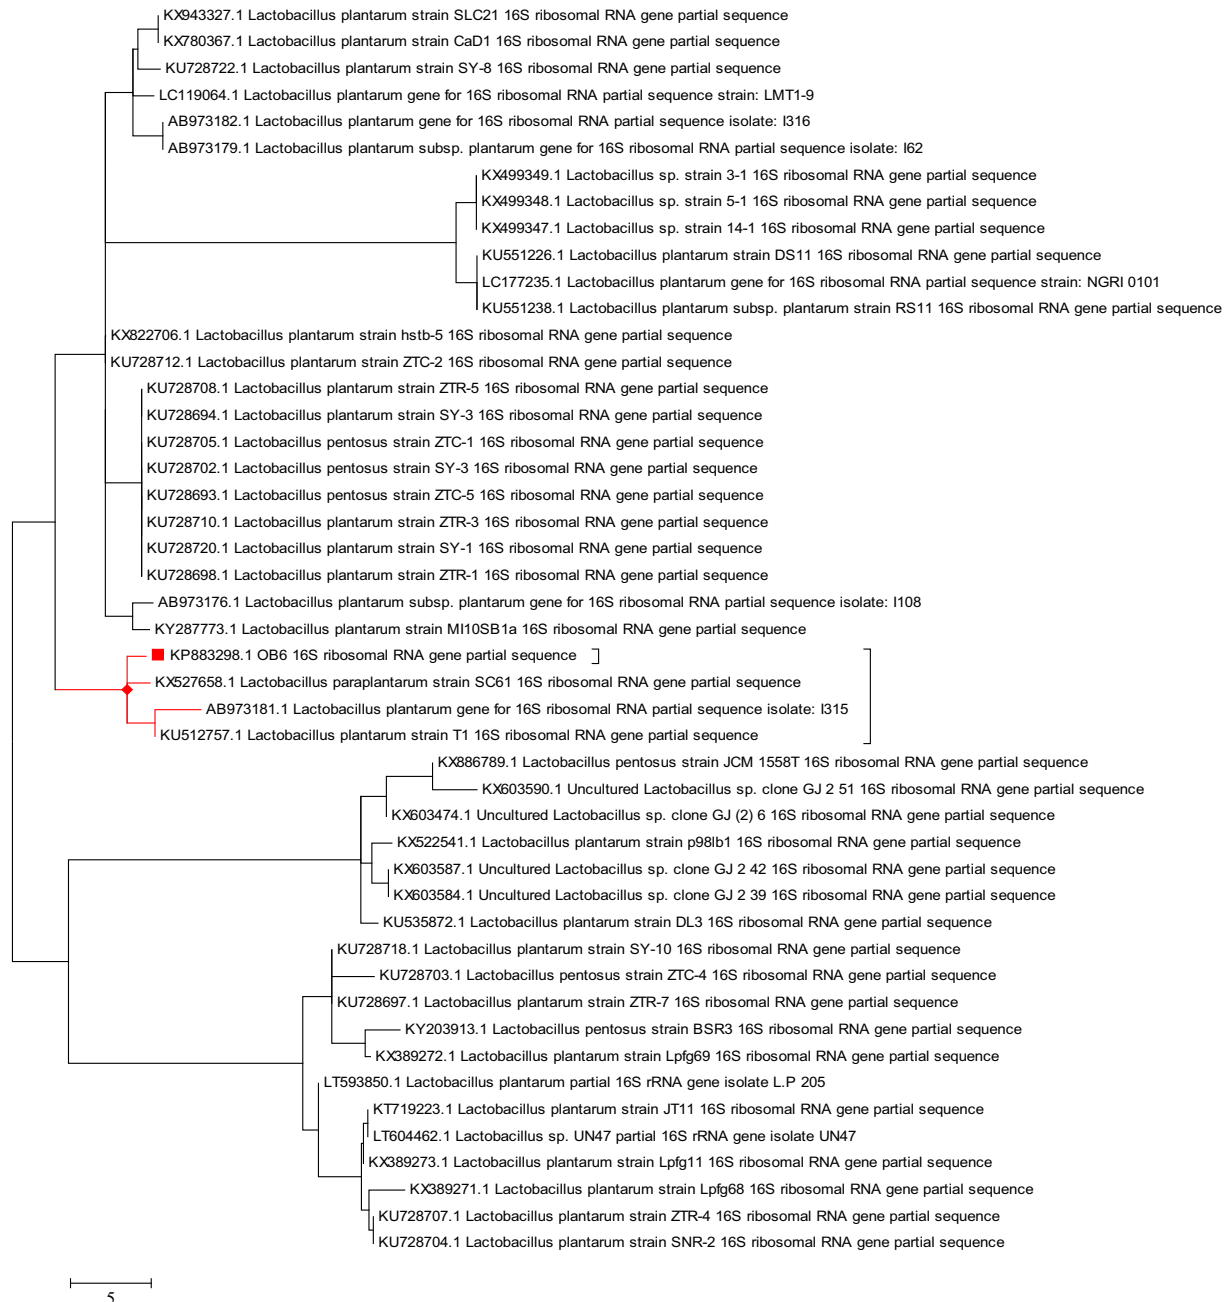 KX943327.1 Lactobacillus plantarum strain SLC21 16S ribosomal RNA gene partial sequence
KX780367.1 Lactobacillus plantarum strain CaD1 16S ribosomal RNA gene partial sequence
KU728722.1 Lactobacillus plantarum strain SY-8 16S ribosomal RNA gene partial sequence
LC119064.1 Lactobacillus plantarum gene for 16S ribosomal RNA partial sequence strain: LMT1-9
AB973182.1 Lactobacillus plantarum gene for 16S ribosomal RNA partial sequence isolate: I316
AB973179.1 Lactobacillus plantarum subsp. plantarum gene for 16S ribosomal RNA partial sequence isolate: I62
KX499349.1 Lactobacillus sp. strain 3-1 16S ribosomal RNA gene partial sequence
KX499348.1 Lactobacillus sp. strain 5-1 16S ribosomal RNA gene partial sequence
KX499347.1 Lactobacillus sp. strain 14-1 16S ribosomal RNA gene partial sequence
KU551226.1 Lactobacillus plantarum strain DS11 16S ribosomal RNA gene partial sequence
LC177235.1 Lactobacillus plantarum gene for 16S ribosomal RNA partial sequence strain: NGRI 0101
KU551238.1 Lactobacillus plantarum subsp. plantarum strain RS11 16S ribosomal RNA gene partial sequence
KX822706.1 Lactobacillus plantarum strain hstb-5 16S ribosomal RNA gene partial sequence
KU728712.1 Lactobacillus plantarum strain ZTC-2 16S ribosomal RNA gene partial sequence
KU728708.1 Lactobacillus plantarum strain ZTR-5 16S ribosomal RNA gene partial sequence
KU728694.1 Lactobacillus plantarum strain SY-3 16S ribosomal RNA gene partial sequence
KU728705.1 Lactobacillus pentosus strain ZTC-1 16S ribosomal RNA gene partial sequence
KU728702.1 Lactobacillus pentosus strain SY-3 16S ribosomal RNA gene partial sequence
KU728693.1 Lactobacillus pentosus strain ZTC-5 16S ribosomal RNA gene partial sequence
KU728710.1 Lactobacillus plantarum strain ZTR-3 16S ribosomal RNA gene partial sequence
KU728720.1 Lactobacillus plantarum strain SY-1 16S ribosomal RNA gene partial sequence
KU728698.1 Lactobacillus plantarum strain ZTR-1 16S ribosomal RNA gene partial sequence
AB973176.1 Lactobacillus plantarum subsp. plantarum gene for 16S ribosomal RNA partial sequence isolate: I108
KY287773.1 Lactobacillus plantarum strain MI10SB1a 16S ribosomal RNA gene partial sequence
KP883298.1 OB6 16S ribosomal RNA gene partial sequence
KX527658.1 Lactobacillus paraplantarum strain SC61 16S ribosomal RNA gene partial sequence
AB973181.1 Lactobacillus plantarum gene for 16S ribosomal RNA partial sequence isolate: I315
KU512757.1 Lactobacillus plantarum strain T1 16S ribosomal RNA gene partial sequence
KX886789.1 Lactobacillus pentosus strain JCM 1558T 16S ribosomal RNA gene partial sequence
KX603590.1 Uncultured Lactobacillus sp. clone GJ 2 51 16S ribosomal RNA gene partial sequence
KX603474.1 Uncultured Lactobacillus sp. clone GJ (2) 6 16S ribosomal RNA gene partial sequence
KX522541.1 Lactobacillus plantarum strain p98lb1 16S ribosomal RNA gene partial sequence
KX603587.1 Uncultured Lactobacillus sp. clone GJ 2 42 16S ribosomal RNA gene partial sequence
KX603584.1 Uncultured Lactobacillus sp. clone GJ 2 39 16S ribosomal RNA gene partial sequence
KU535872.1 Lactobacillus plantarum strain DL3 16S ribosomal RNA gene partial sequence
KU728718.1 Lactobacillus plantarum strain SY-10 16S ribosomal RNA gene partial sequence
KU728703.1 Lactobacillus pentosus strain ZTC-4 16S ribosomal RNA gene partial sequence
KU728697.1 Lactobacillus plantarum strain ZTR-7 16S ribosomal RNA gene partial sequence
KY203913.1 Lactobacillus pentosus strain BSR3 16S ribosomal RNA gene partial sequence
KX389272.1 Lactobacillus plantarum strain Lpfg69 16S ribosomal RNA gene partial sequence
LT593850.1 Lactobacillus plantarum partial 16S rRNA gene isolate L.P 205
KT719223.1 Lactobacillus plantarum strain JT11 16S ribosomal RNA gene partial sequence
LT604462.1 Lactobacillus sp. UN47 partial 16S rRNA gene isolate UN47
KX389273.1 Lactobacillus plantarum strain Lpfg11 16S ribosomal RNA gene partial sequence
KX389271.1 Lactobacillus plantarum strain Lpfg68 16S ribosomal RNA gene partial sequence
KU728707.1 Lactobacillus plantarum strain ZTR-4 16S ribosomal RNA gene partial sequence
KU728704.1 Lactobacillus plantarum strain SNR-2 16S ribosomal RNA gene partial sequence
5